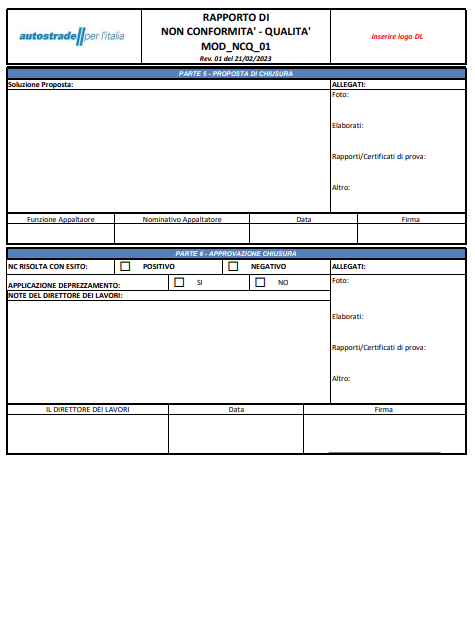 autostrade per l'italia
RAPPORTO DI
NON CONFORMITA' - QUALITA'
MOD_NCQ_01
Rev. 01 del 21/02/2023
inserire logo DL
PARTE 5 - PROPOSTA DI CHIUSURA
Soluzione Proposta:
ALLEGATI:
Foto:
Elaborati:
Rapporti/Certificati di prova:
Altro:
Funzione Appaltaore Nominativo Appaltatore Data Firma
PARTE 6 - APPROVAZIONE CHIUSURA
NC RISOLTA CON ESITO: ☐ POSITIVO ☐ NEGATIVO ALLEGATI:
APPLICAZIONE DEPREZZAMENTO: ☐ SI ☐ NO
NOTE DEL DIRETTORE DEI LAVORI:
Foto:
Elaborati:
Rapporti/Certificati di prova:
Altro:
IL DIRETTORE DEI LAVORI Data Firma